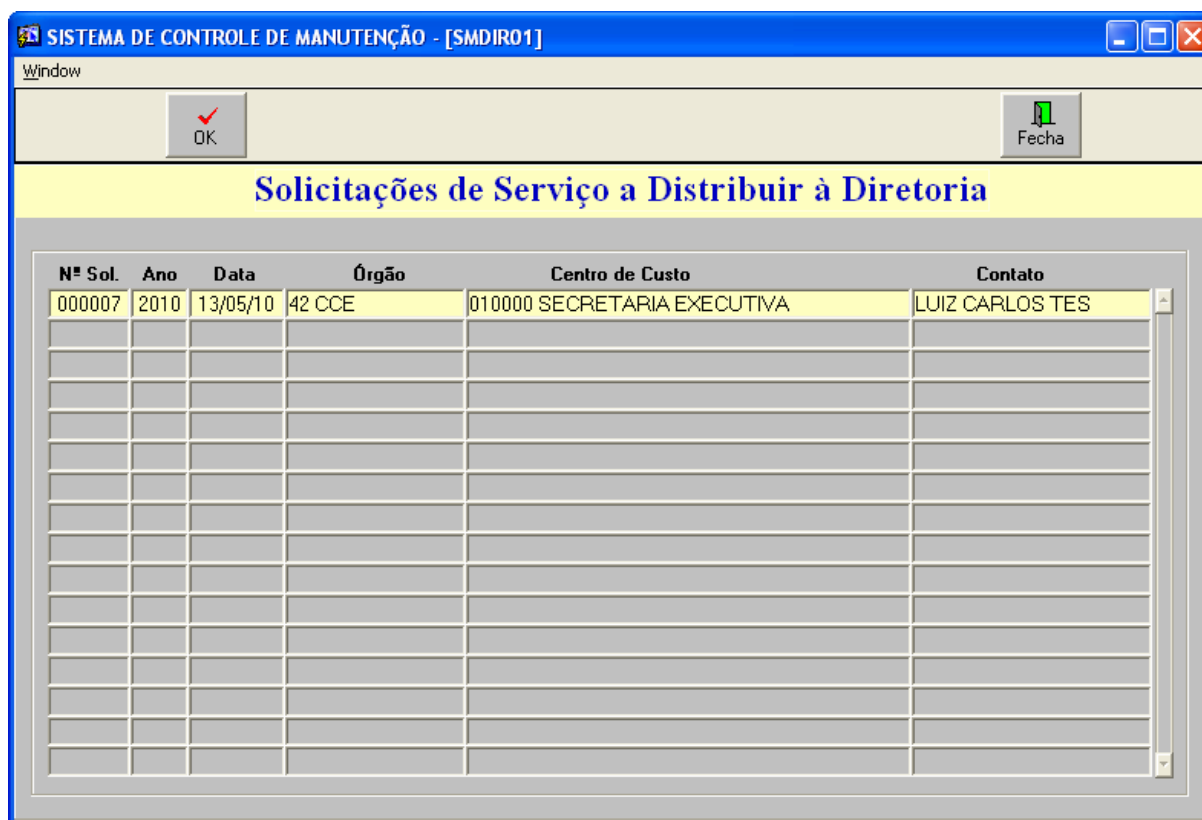 SISTEMA DE CONTROLE DE MANUTENÇÃO - [SMDIR01]
Window
OK Fecha
Solicitações de Serviço a Distribuir à Diretoria
Nº Sol. Ano Data Órgão Centro de Custo Contato
000007 2010 13/05/10 42 CCE 010000 SECRETARIA EXECUTIVA LUIZ CARLOS TES